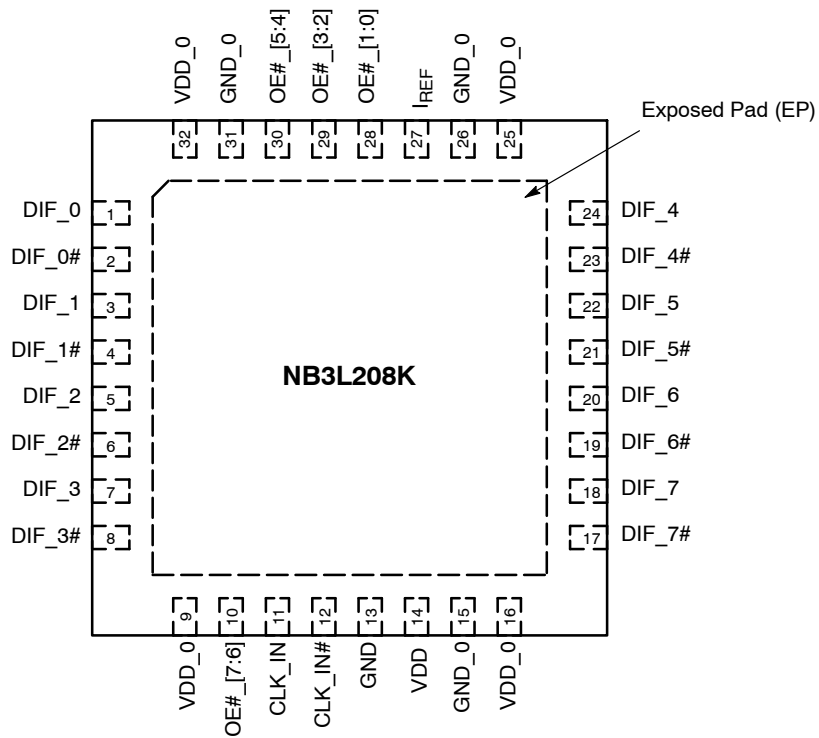 VDD_0
GND_0
OE#_[5:4]
OE#_[3:2]
OE#_[1:0]
IREF
GND_0
VDD_0
32
31
30
29
28
27
26
25
Exposed Pad (EP)
DIF_0 1
DIF_0# 2
DIF_1 3
DIF_1# 4
DIF_2 5
DIF_2# 6
DIF_3 7
DIF_3# 8
NB3L208K
24 DIF_4
23 DIF_4#
22 DIF_5
21 DIF_5#
20 DIF_6
19 DIF_6#
18 DIF_7
17 DIF_7#
9
10
11
12
13
14
15
16
VDD_0
OE#_[7:6]
CLK_IN
CLK_IN#
GND
VDD
GND_0
VDD_0